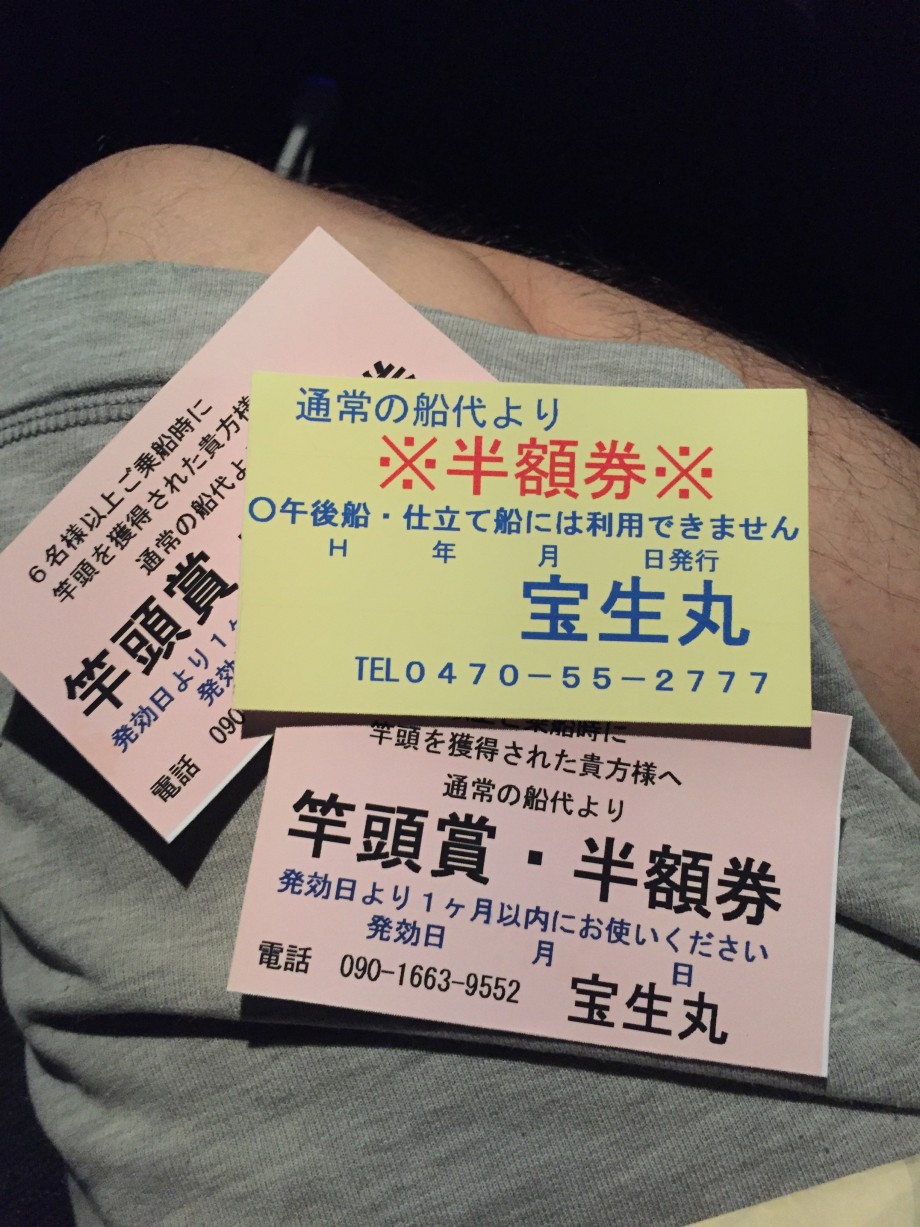 通常の船代より
※半額券※
〇午後船・仕立て船には利用できません
H 年 月 日発行
宝生丸
TEL0470-55-2777
6名様以上ご乗船時に
竿頭を獲得された貴方様
通常の船代よ
竿頭賞・
発効日より1ヶ
発効
電話 090
乗船時に
竿頭を獲得された貴方様へ
通常の船代より
竿頭賞・半額券
発効日より1ヶ月以内にお使いください
発効日 月 日
電話 090-1663-9552 宝生丸